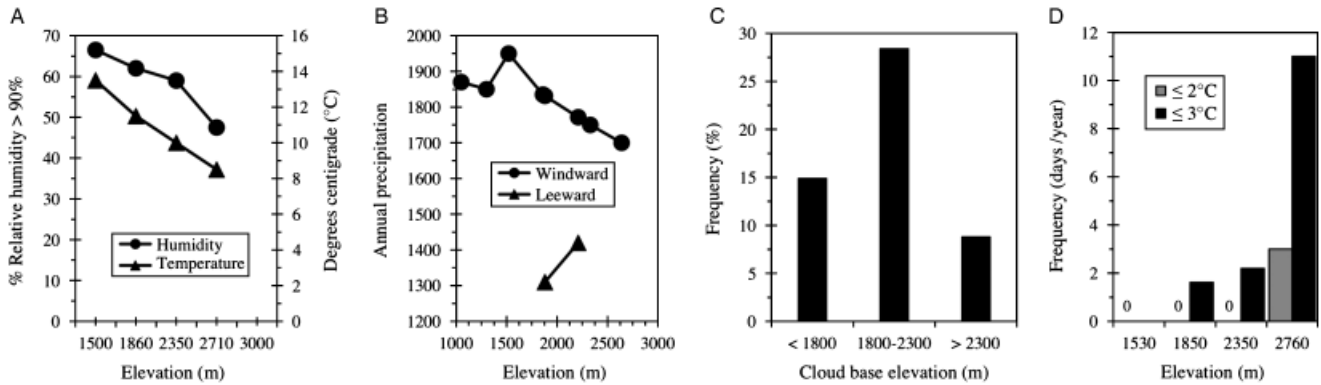 A
% Relative humidity > 90%
70
60
50
40
30
20
10
0
Humidity
Temperature
16
14
12
10
8
6
4
2
0
Degrees centigrade (°C)
1500 1860 2350 2710 3000
Elevation (m)
B
Annual precipitation
2000
1900
1800
1700
1600
1500
1400
1300
1200
Windward
Leeward
1000 1500 2000 2500 3000
Elevation (m)
C
Frequency (%)
30
25
20
15
10
5
0
< 1800 1800-2300 > 2300
Cloud base elevation (m)
D
Frequency (days /year)
12
10
8
6
4
2
0
≤ 2°C
≤ 3°C
0 0 0
1530 1850 2350 2760
Elevation (m)